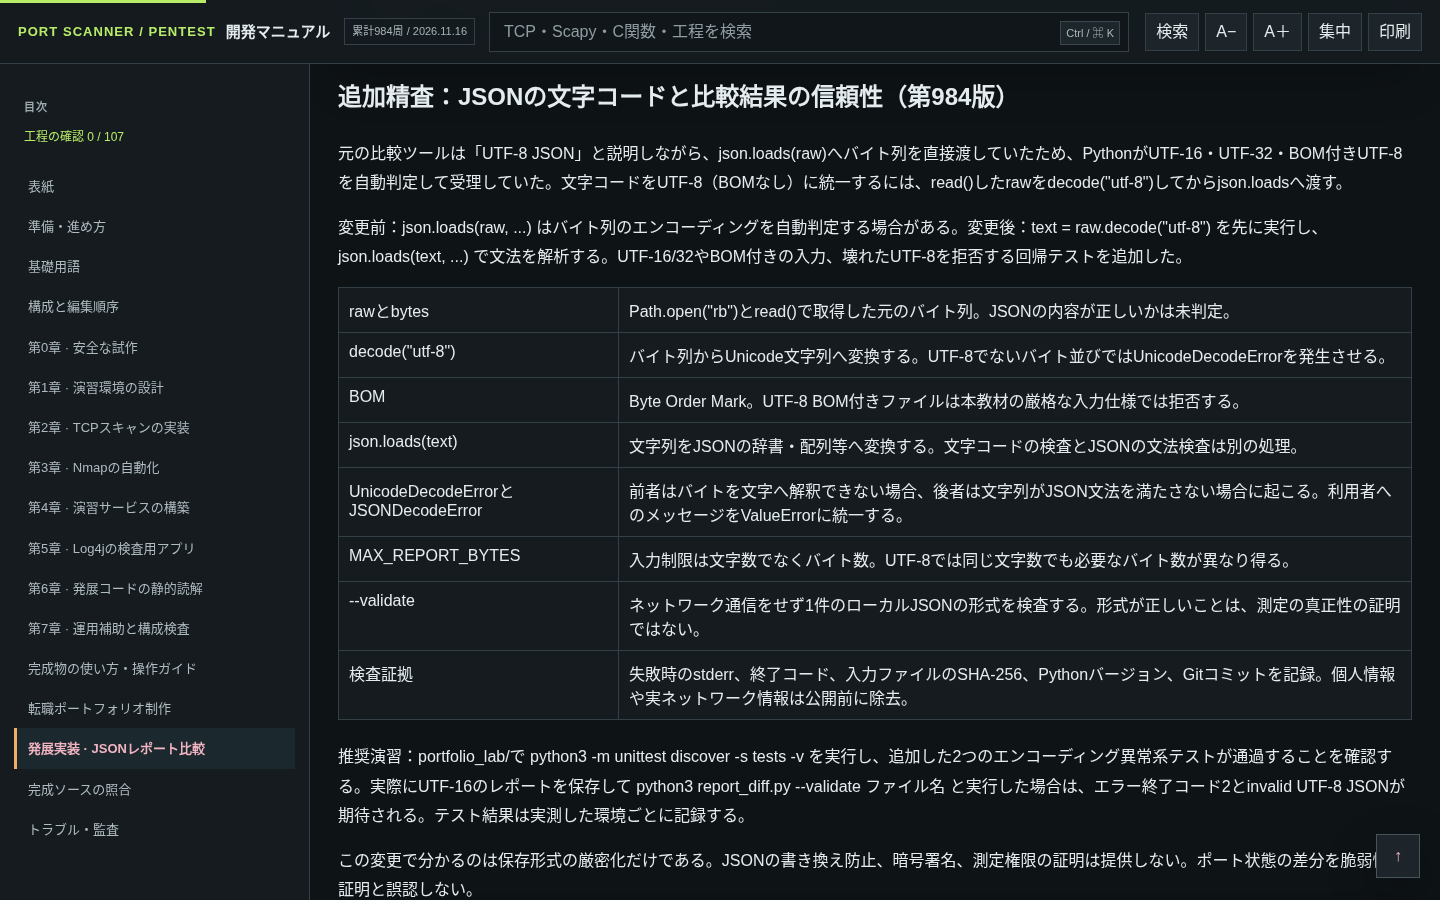 PORT SCANNER / PENTEST 開発マニュアル 累計984周 / 2026.11.16 TCP・Scapy・C関数・工程を検索 Ctrl / ⌘ K 検索 A− A＋ 集中 印刷
目次
工程の確認 0 / 107
表紙
準備・進め方
基礎用語
構成と編集順序
第0章 · 安全な試作
第1章 · 演習環境の設計
第2章 · TCPスキャンの実装
第3章 · Nmapの自動化
第4章 · 演習サービスの構築
第5章 · Log4jの検査用アプリ
第6章 · 発展コードの静的読解
第7章 · 運用補助と構成検査
完成物の使い方・操作ガイド
転職ポートフォリオ制作
発展実装 · JSONレポート比較
完成ソースの照合
トラブル・監査
追加精査：JSONの文字コードと比較結果の信頼性（第984版）
元の比較ツールは「UTF-8 JSON」と説明しながら、json.loads(raw)へバイト列を直接渡していたため、PythonがUTF-16・UTF-32・BOM付きUTF-8
を自動判定して受理していた。文字コードをUTF-8（BOMなし）に統一するには、read()したrawをdecode("utf-8")してからjson.loadsへ渡す。
変更前：json.loads(raw, ...) はバイト列のエンコーディングを自動判定する場合がある。変更後：text = raw.decode("utf-8") を先に実行し、
json.loads(text, ...) で文法を解析する。UTF-16/32やBOM付きの入力、壊れたUTF-8を拒否する回帰テストを追加した。
rawとbytes
Path.open("rb")とread()で取得した元のバイト列。JSONの内容が正しいかは未判定。
decode("utf-8")
バイト列からUnicode文字列へ変換する。UTF-8でないバイト並びではUnicodeDecodeErrorを発生させる。
BOM
Byte Order Mark。UTF-8 BOM付きファイルは本教材の厳格な入力仕様では拒否する。
json.loads(text)
文字列をJSONの辞書・配列等へ変換する。文字コードの検査とJSONの文法検査は別の処理。
UnicodeDecodeErrorと
JSONDecodeError
前者はバイトを文字へ解釈できない場合、後者は文字列がJSON文法を満たさない場合に起こる。利用者へ
のメッセージをValueErrorに統一する。
MAX_REPORT_BYTES
入力制限は文字数でなくバイト数。UTF-8では同じ文字数でも必要なバイト数が異なり得る。
--validate
ネットワーク通信をせず1件のローカルJSONの形式を検査する。形式が正しいことは、測定の真正性の証明
ではない。
検査証拠
失敗時のstderr、終了コード、入力ファイルのSHA-256、Pythonバージョン、Gitコミットを記録。個人情報
や実ネットワーク情報は公開前に除去。
推奨演習：portfolio_lab/で python3 -m unittest discover -s tests -v を実行し、追加した2つのエンコーディング異常系テストが通過することを確認す
る。実際にUTF-16のレポートを保存して python3 report_diff.py --validate ファイル名 と実行した場合は、エラー終了コード2とinvalid UTF-8 JSONが
期待される。テスト結果は実測した環境ごとに記録する。
この変更で分かるのは保存形式の厳密化だけである。JSONの書き換え防止、暗号署名、測定権限の証明は提供しない。ポート状態の差分を脆弱
証明と誤認しない。
↑